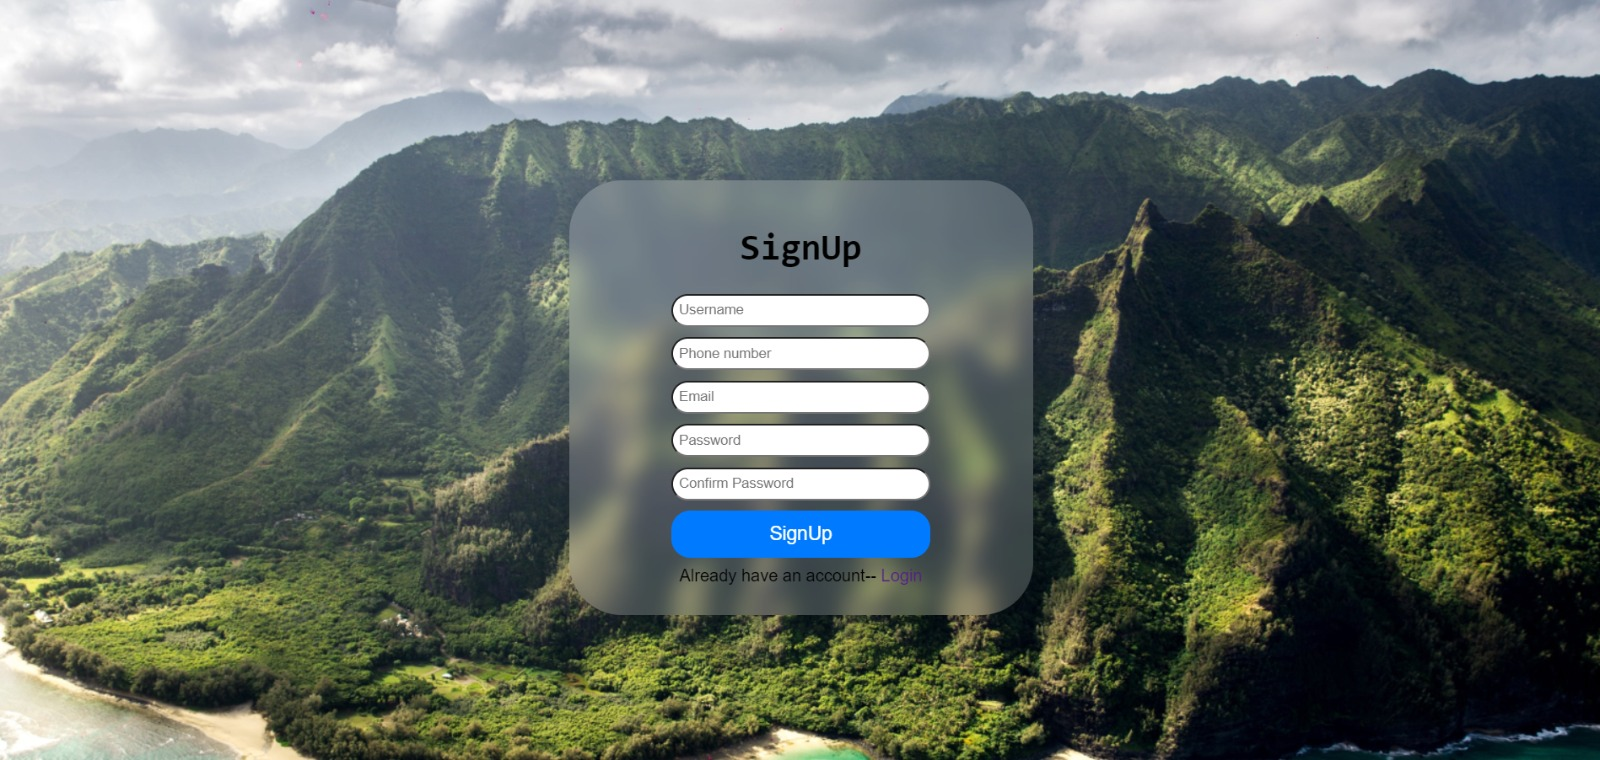 SignUp
Username
Phone number
Email
Password
Confirm Password
SignUp
Already have an account-- Login